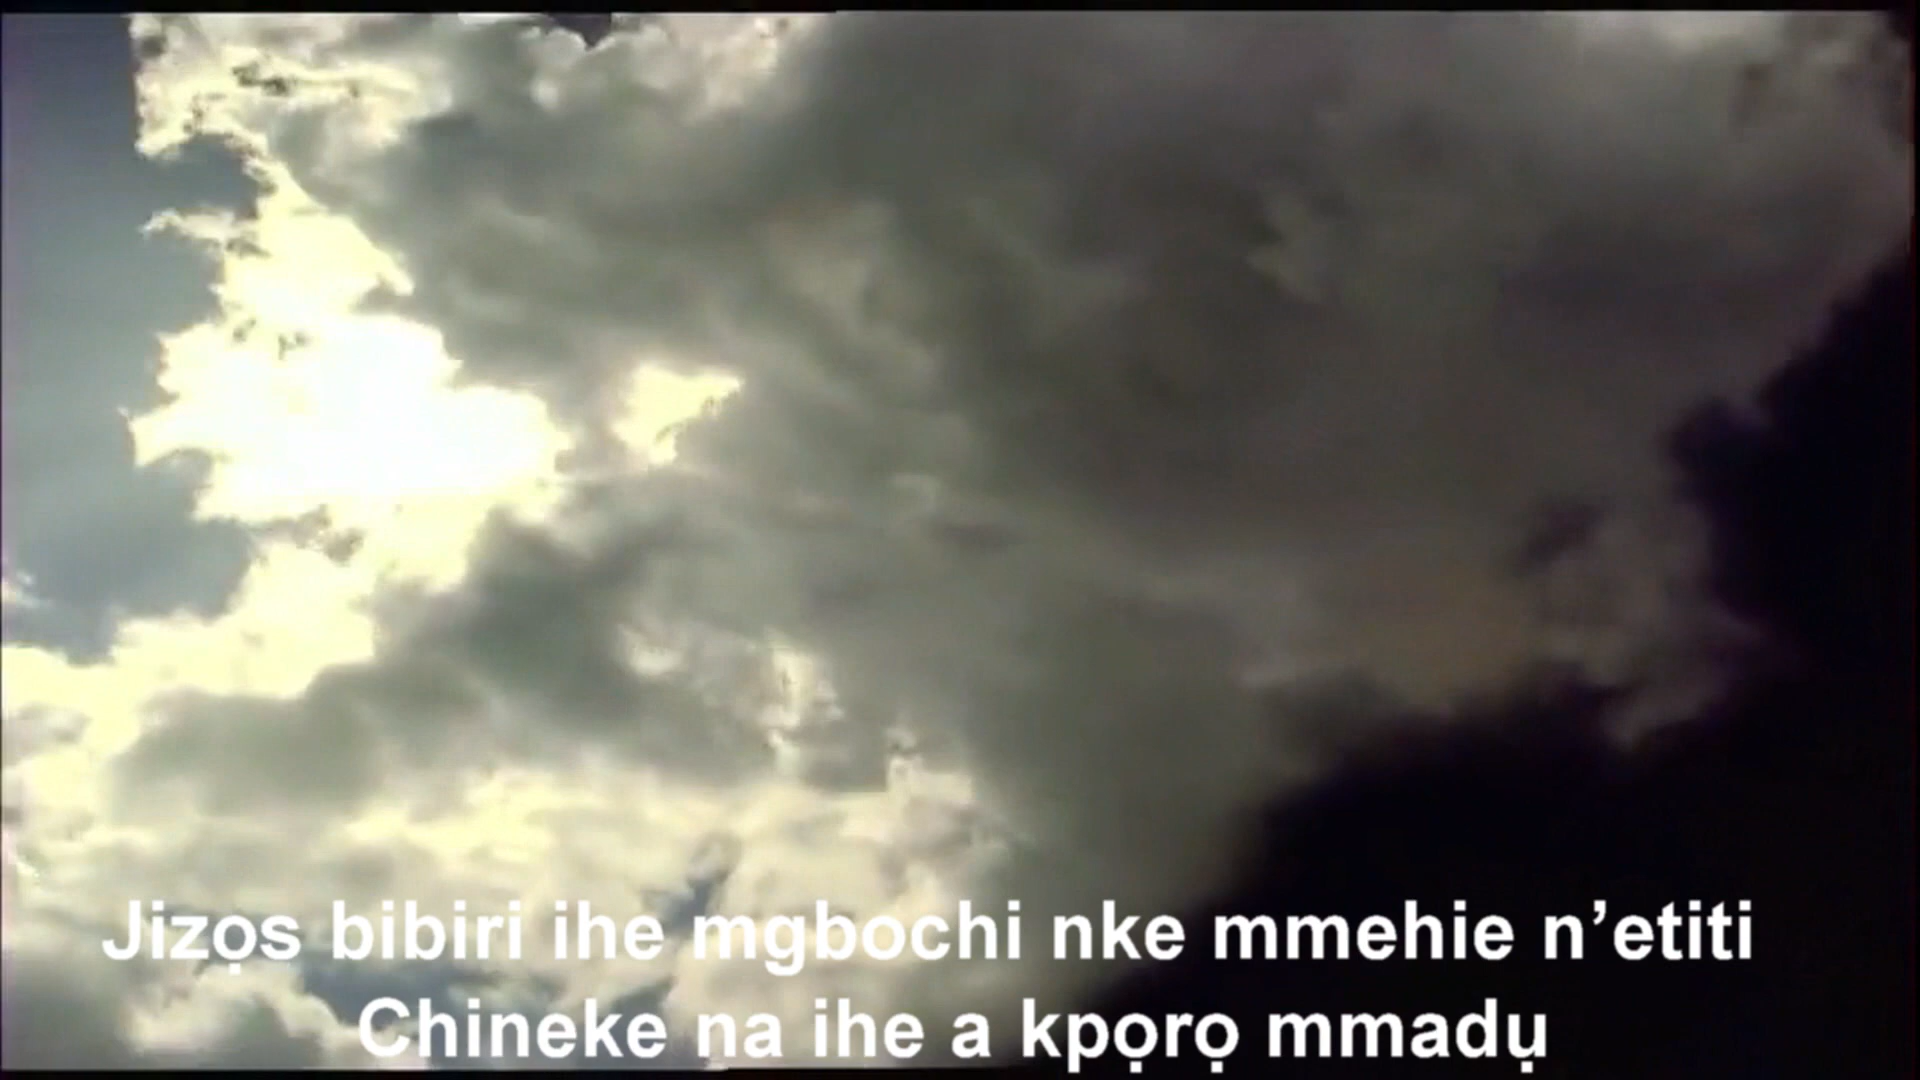 Jizọs bibiri ihe mgbochi nke mmehie n’etiti
Chineke na ihe a kpọrọ mmadụ